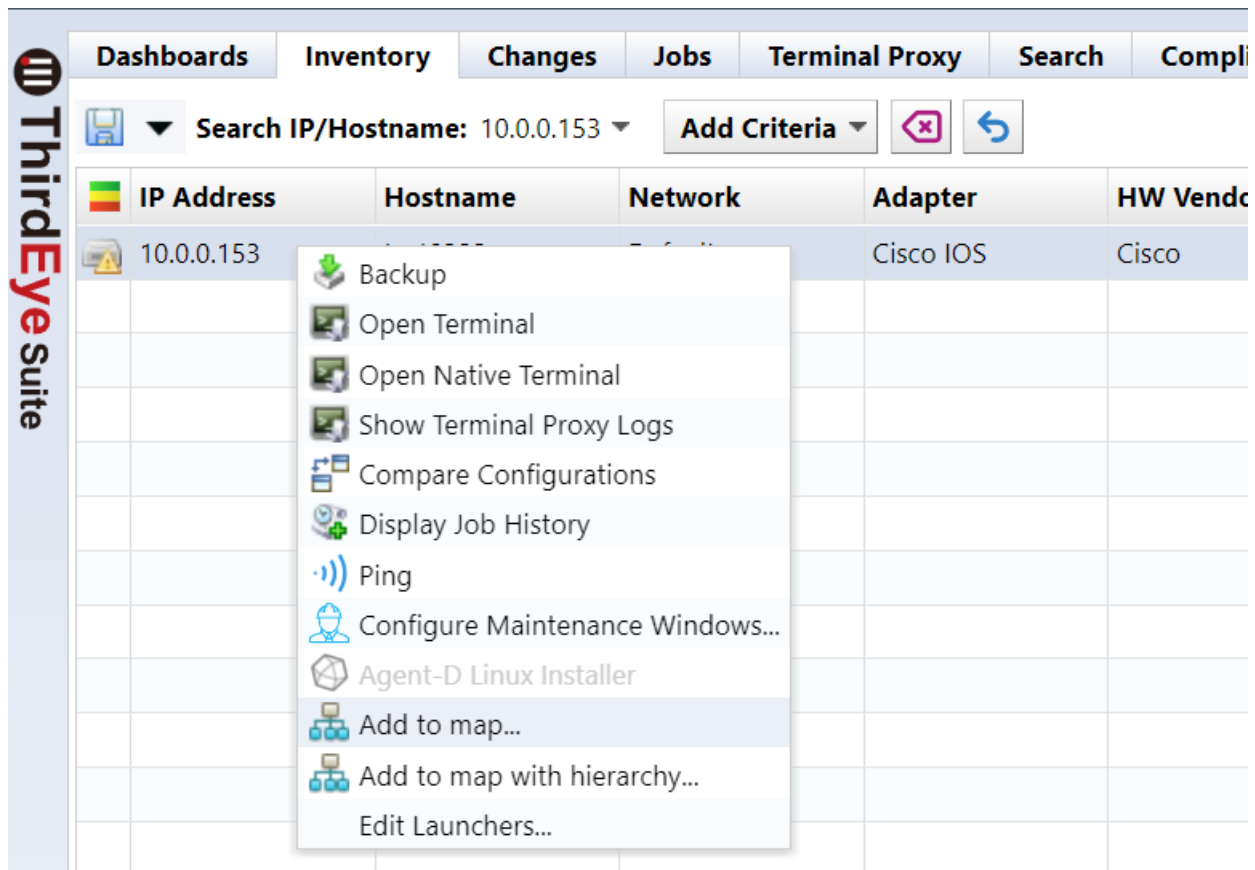 ThirdEye Suite
Dashboards Inventory Changes Jobs Terminal Proxy Search
Search IP/Hostname: 10.0.0.153 Add Criteria
IP Address Hostname Network Adapter HW
10.0.0.153 Cisco IOS Cisco
Backup
Open Terminal
Open Native Terminal
Show Terminal Proxy Logs
Compare Configurations
Display Job History
Ping
Configure Maintenance Windows...
Agent-D Linux Installer
Add to map...
Add to map with hierarchy...
Edit Launchers...